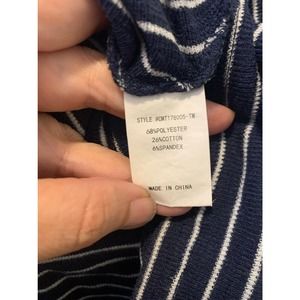 STYLE #CMT178005-TW
68%POLYESTER
26%COTTON
6%SPANDEX
MADE IN CHINA